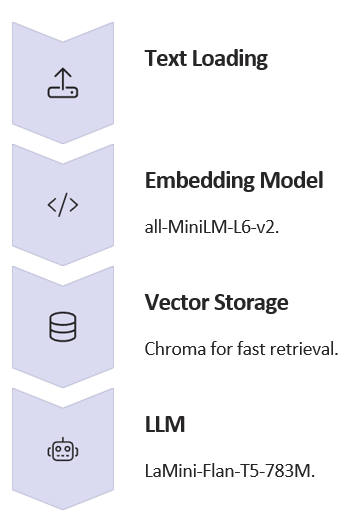 Text Loading
Embedding Model
all-MiniLM-L6-v2.
Vector Storage
Chroma for fast retrieval.
LLM
LaMini-Flan-T5-783M.